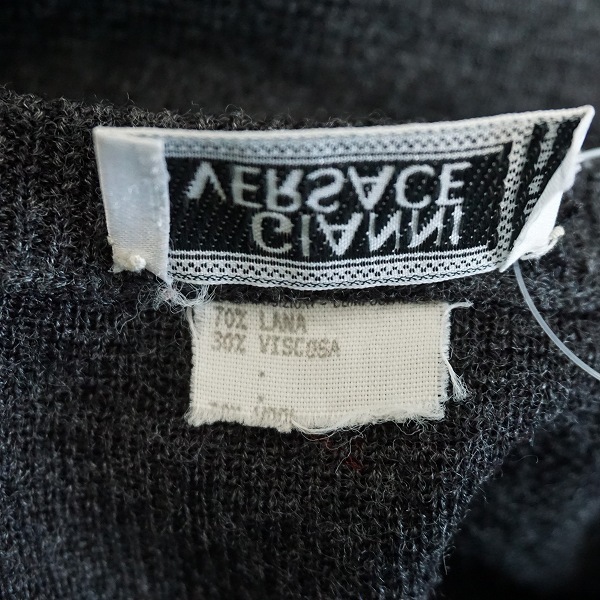 GIANNI
VERSACE
70% LANA
30% VISCOSA